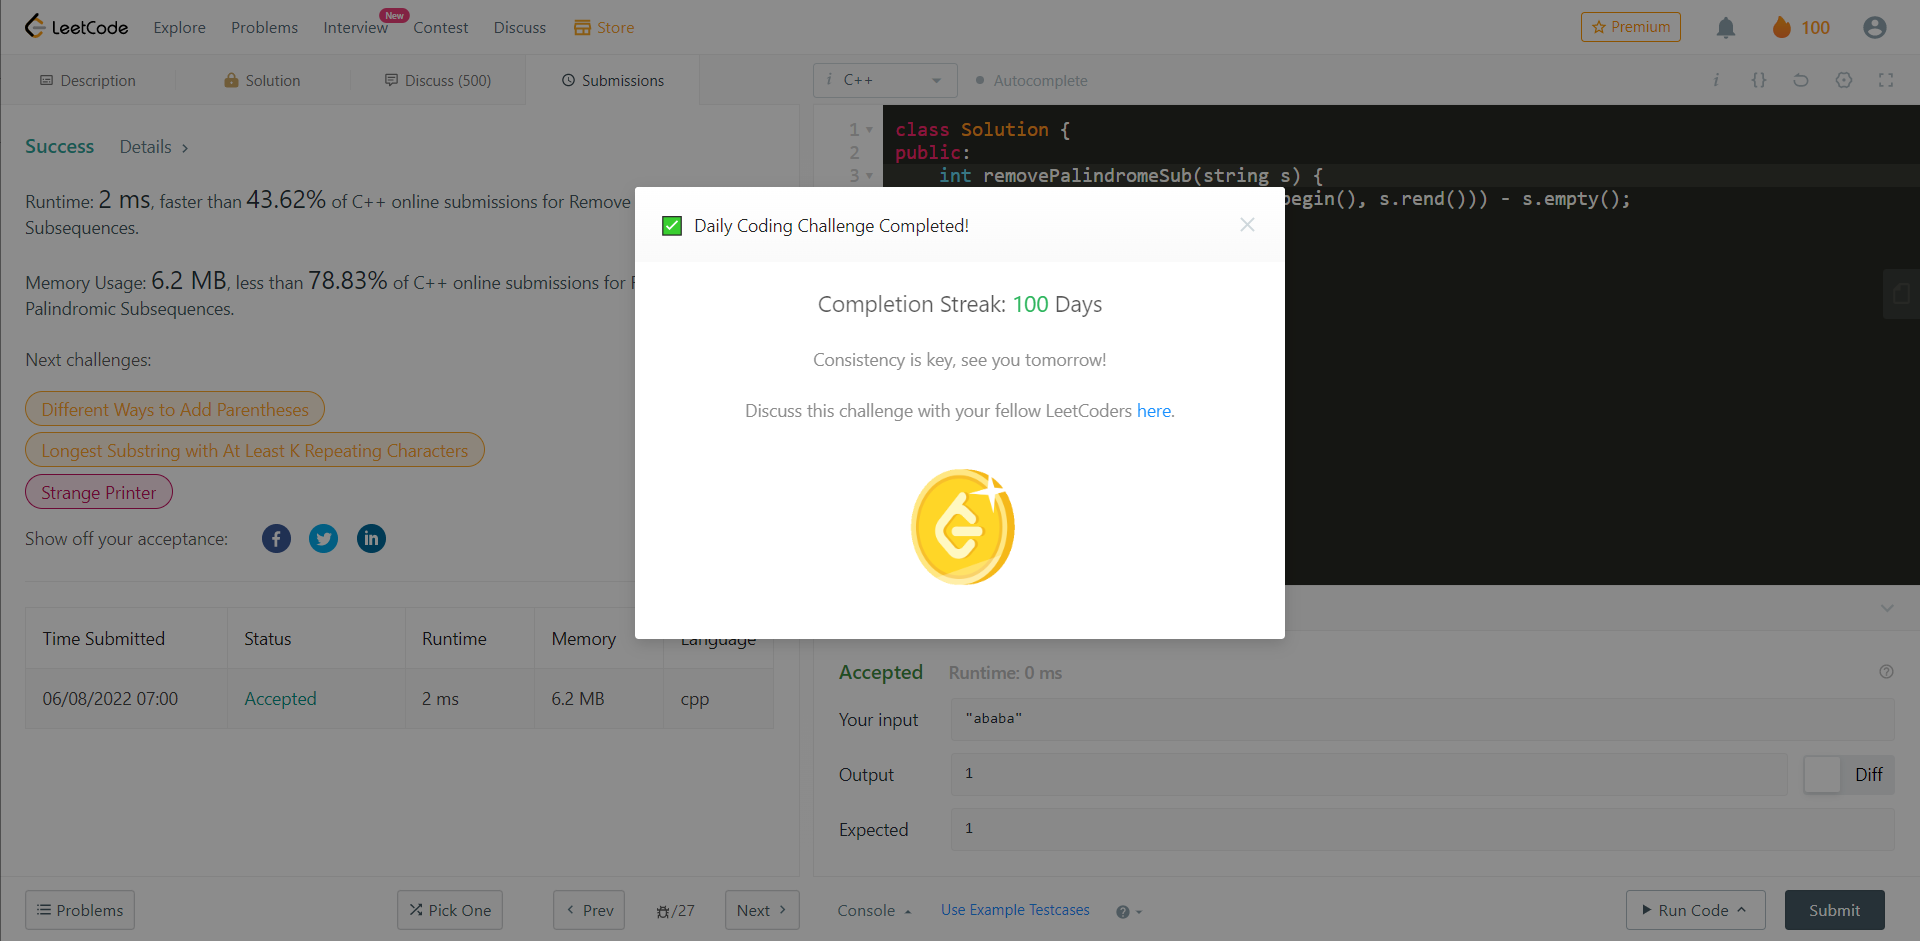 LeetCode Explore Problems Interview New Contest Discuss Store Premium 100
Description Solution Discuss (500) Submissions
i C++ Autocomplete i {}
Success Details >
Runtime: 2 ms, faster than 43.62% of C++ online submissions for Remove
Subsequences.
Memory Usage: 6.2 MB, less than 78.83% of C++ online submissions for
Palindromic Subsequences.
Next challenges:
Different Ways to Add Parentheses
Longest Substring with At Least K Repeating Characters
Strange Printer
Show off your acceptance:
Time Submitted Status Runtime Memory Language
06/08/2022 07:00 Accepted 2 ms 6.2 MB cpp
1 class Solution {
2 public:
3 int removePalindromeSub(string s) {
begin(), s.rend())) - s.empty();
Daily Coding Challenge Completed!
Completion Streak: 100 Days
Consistency is key, see you tomorrow!
Discuss this challenge with your fellow LeetCoders here.
Accepted Runtime: 0 ms
Your input "ababa"
Output 1 Diff
Expected 1
Problems Pick One < Prev /27 Next > Console Use Example Testcases Run Code Submit